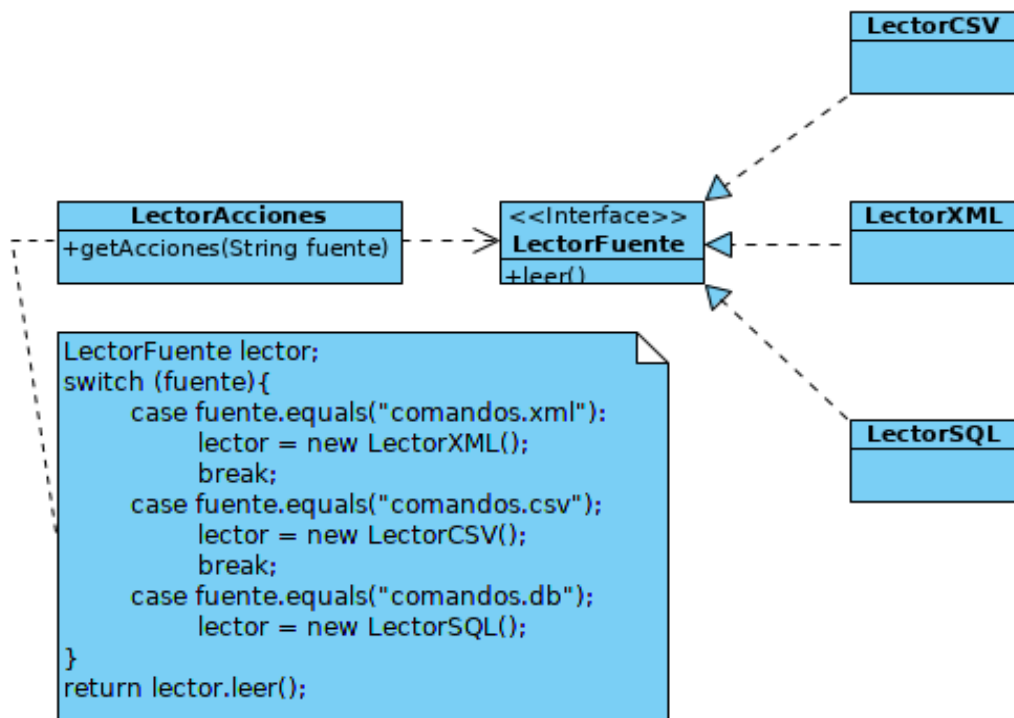 LectorCSV
LectorAcciones
+getAcciones(String fuente)
<<Interface>>
LectorFuente
+leer()
LectorXML
LectorSQL
LectorFuente lector;
switch (fuente){
case fuente.equals("comandos.xml"):
lector = new LectorXML();
break;
case fuente.equals("comandos.csv");
lector = new LectorCSV();
break;
case fuente.equals("comandos.db");
lector = new LectorSQL();
}
return lector.leer();